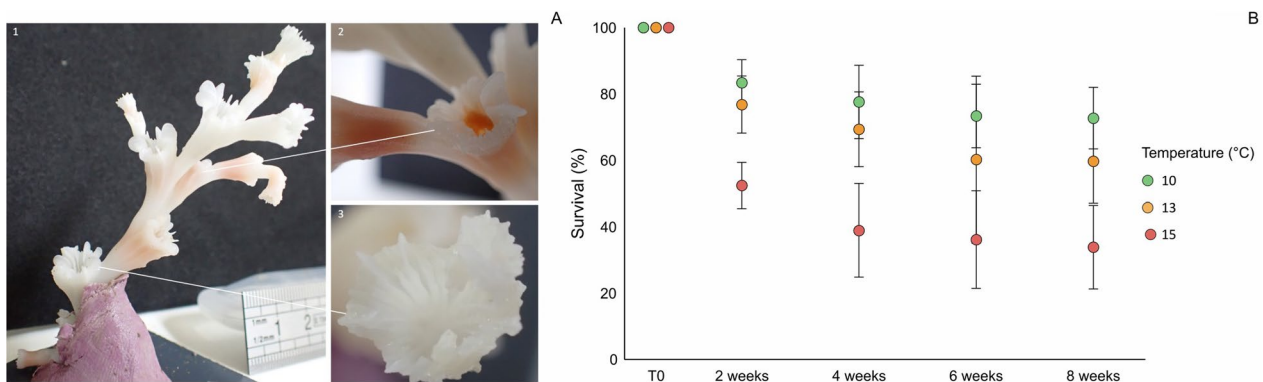 A
B
1
2
3
1mm
1/2mm
1
2
Survival (%)
100
80
60
40
20
0
T0
2 weeks
4 weeks
6 weeks
8 weeks
Temperature (°C)
10
13
15